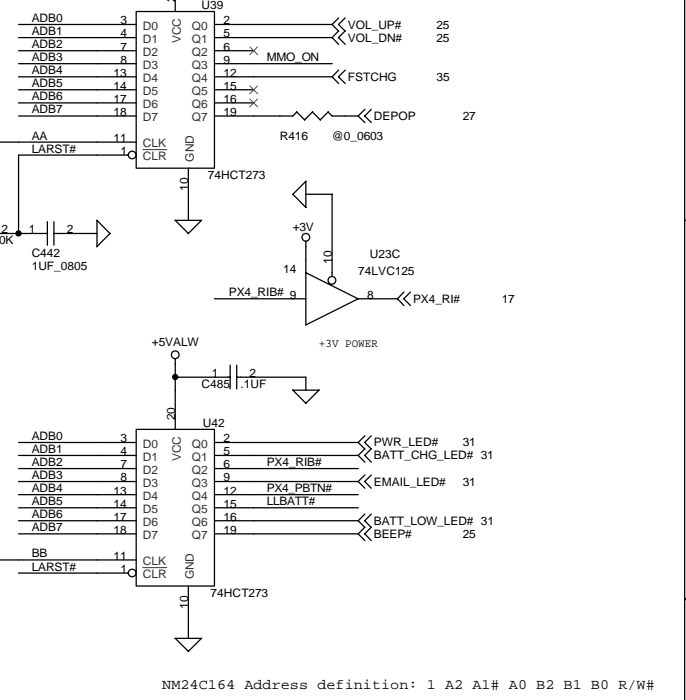 U39
ADB0 3 D0 VCC Q0 2 VOL_UP# 25
ADB1 4 D1 Q1 5 VOL_DN# 25
ADB2 7 D2 Q2 6
ADB3 8 D3 Q3 9 MMO_ON
ADB4 13 D4 Q4 12 FSTCHG 35
ADB5 14 D5 Q5 15
ADB6 17 D6 Q6 16
ADB7 18 D7 Q7 19 DEPOP 27
R416 @0_0603
AA 11 CLK GND
LARST# 1 CLR
10 74HCT273
2 1 2
0K C442
1UF_0805
+3V
10 U23C
14 74LVC125
PX4_RIB# 9 8 PX4_RI# 17
+3V POWER
+5VALW
1 2
C485 .1UF
20
U42
ADB0 3 D0 VCC Q0 2 PWR_LED# 31
ADB1 4 D1 Q1 5 BATT_CHG_LED# 31
ADB2 7 D2 Q2 6 PX4_RIB#
ADB3 8 D3 Q3 9 EMAIL_LED# 31
ADB4 13 D4 Q4 12 PX4_PBTN#
ADB5 14 D5 Q5 15 LLBATT#
ADB6 17 D6 Q6 16 BATT_LOW_LED# 31
ADB7 18 D7 Q7 19 BEEP# 25
BB 11 CLK GND
LARST# 1 CLR
10 74HCT273
NM24C164 Address definition: 1 A2 A1# A0 B2 B1 B0 R/W#